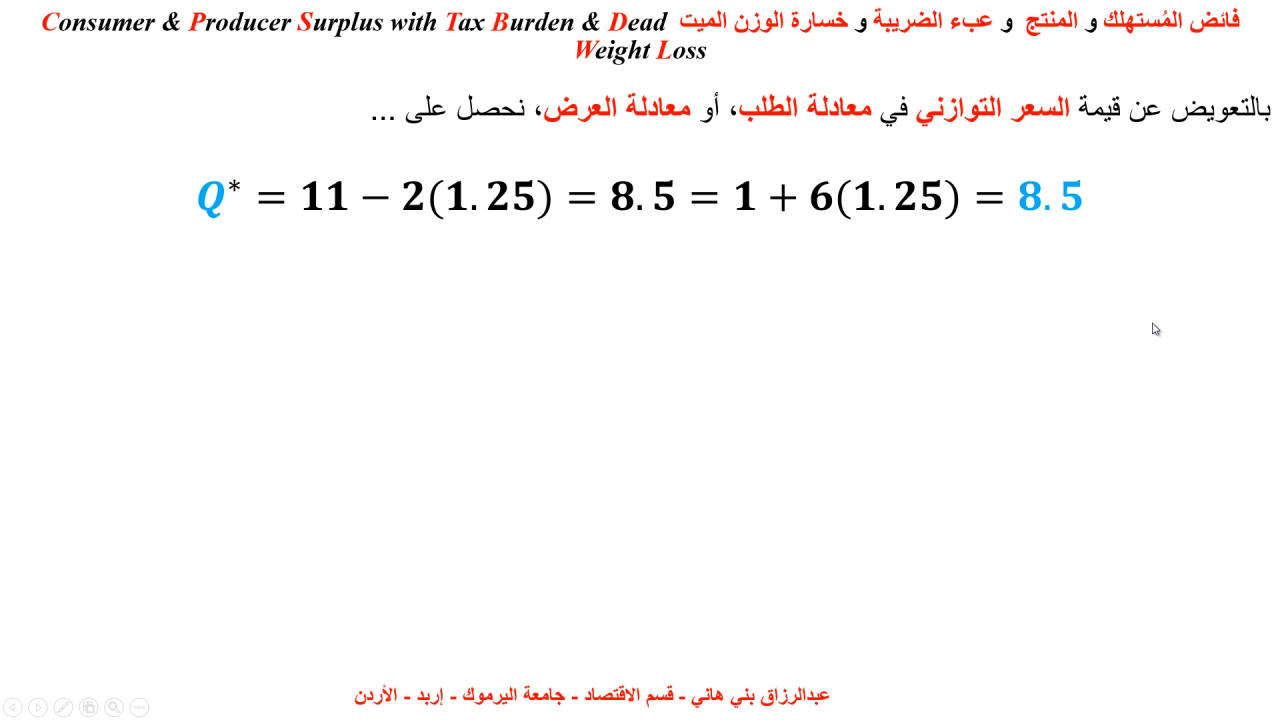 فائض المُستهلك و المنتج و عبء الضريبة و خسارة الوزن الميت Consumer & Producer Surplus with Tax Burden & Dead
Weight Loss
بالتعويض عن قيمة السعر التوازني في معادلة الطلب، أو معادلة العرض، نحصل على ...
Q* = 11 − 2(1.25) = 8.5 = 1 + 6(1.25) = 8.5
عبدالرزاق بني هاني - قسم الاقتصاد - جامعة اليرموك - إربد - الأردن